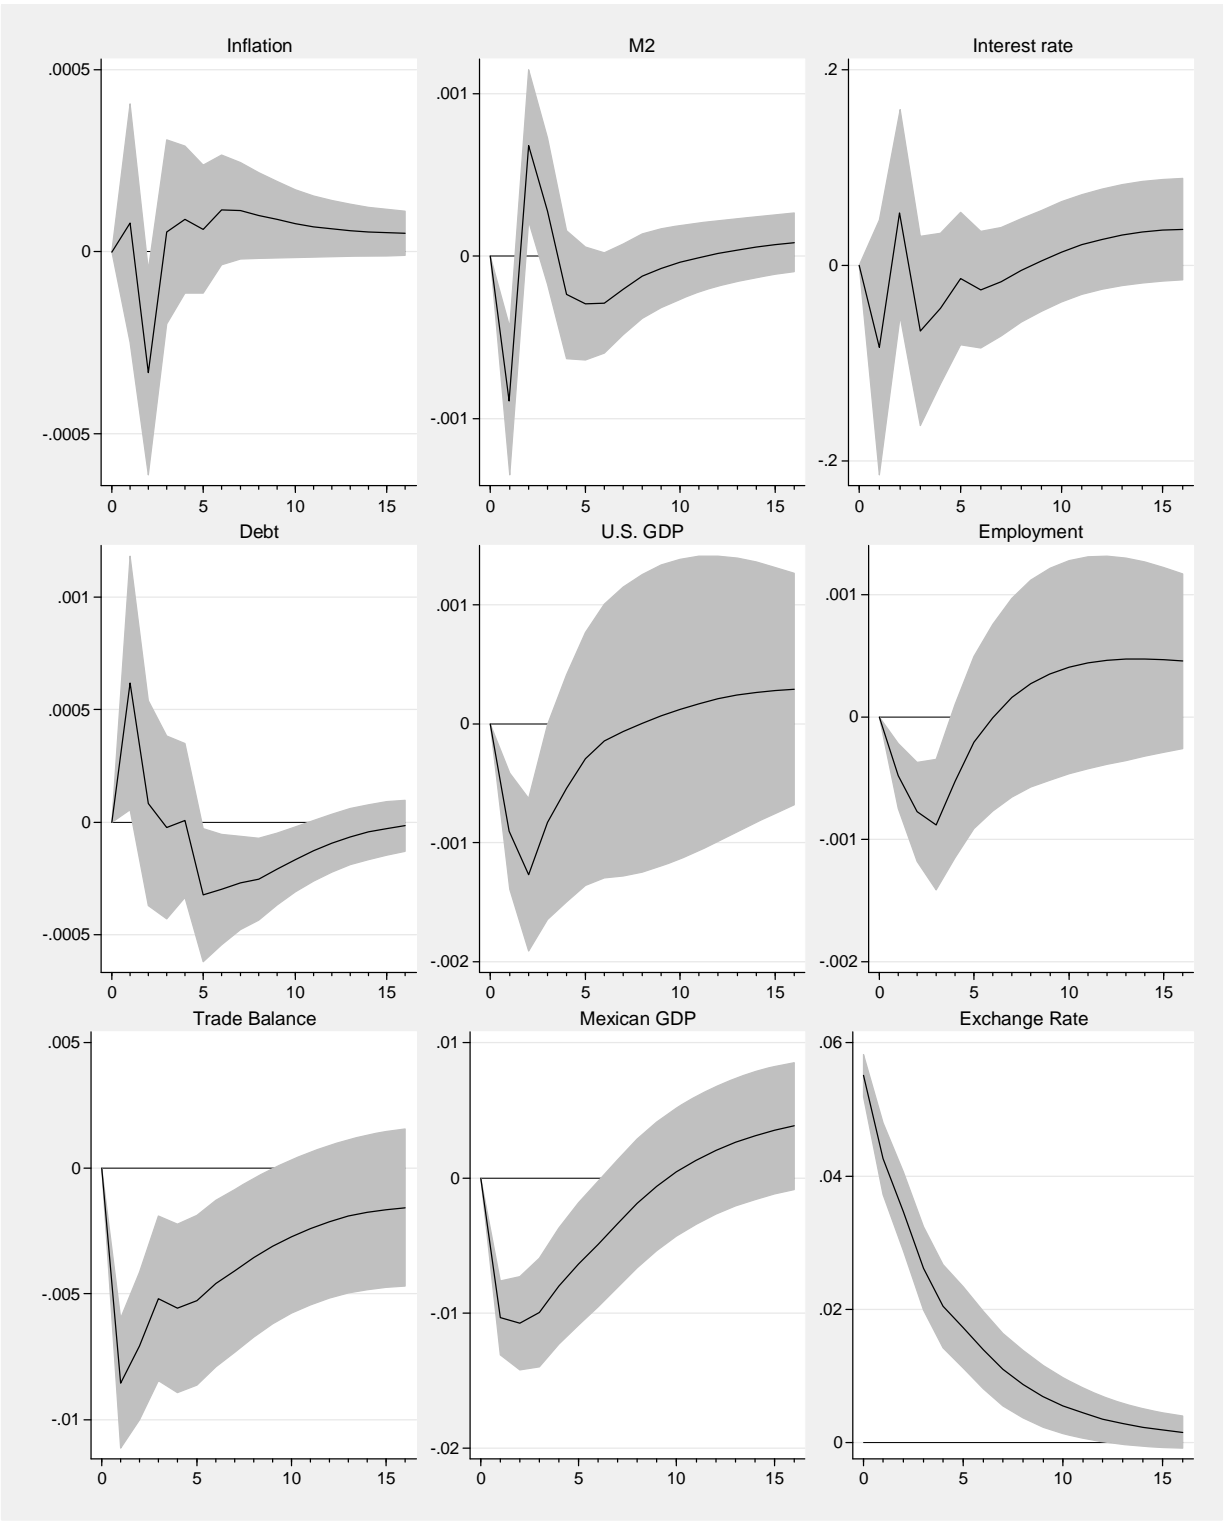 Inflation
.0005
0
-.0005
0 5 10 15
M2
.001
0
-.001
0 5 10 15
Interest rate
.2
0
-.2
0 5 10 15
Debt
.001
.0005
0
-.0005
0 5 10 15
U.S. GDP
.001
0
-.001
-.002
0 5 10 15
Employment
.001
0
-.001
-.002
0 5 10 15
Trade Balance
.005
0
-.005
-.01
0 5 10 15
Mexican GDP
.01
0
-.01
-.02
0 5 10 15
Exchange Rate
.06
.04
.02
0
0 5 10 15